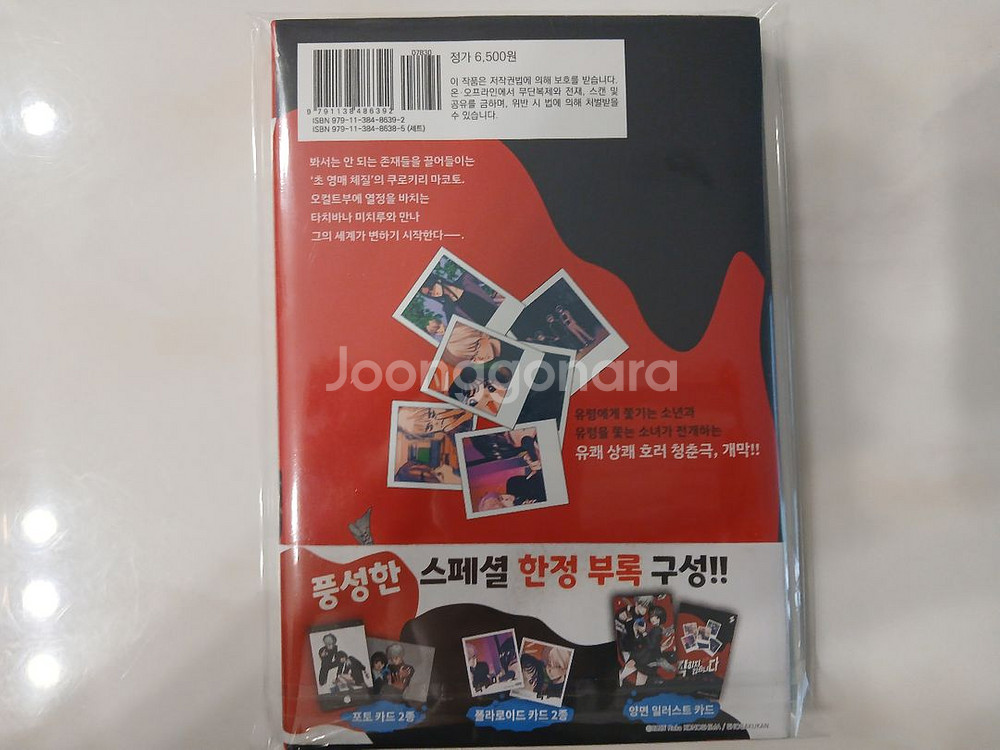 07830
정가 6,500원
이 작품은 저작권법에 의해 보호를 받습니다.
온·오프라인에서 무단복제와 전재, 스캔 및
공유를 금하며, 위반 시 법에 의해 처벌받을
수 있습니다.
9 791138 486392
ISBN 979-11-384-8639-2
ISBN 979-11-384-8638-5 (세트)
봐서는 안 되는 존재들을 끌어들이는
‘초 영매 체질’의 쿠로키리 마코토.
오컬트부에 열정을 바치는
타치바나 미치루와 만나
그의 세계가 변하기 시작한다──.
Joonggonara
유령에게 쫓기는 소년과
유령을 쫓는 소녀가 전개하는
유쾌 상쾌 호러 청춘극, 개막!!
풍성한 스페셜 한정 부록 구성!!
포토 카드 2종
폴라로이드 카드 2종
양면 일러스트 카드
SHOGAKUKAN